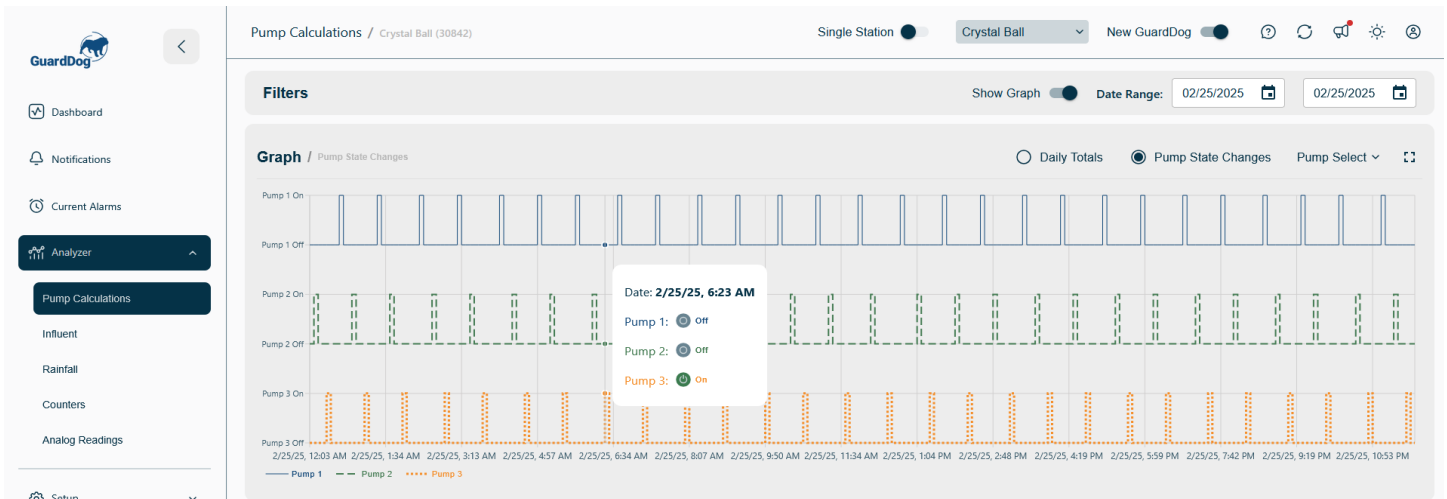 GuardDog
Pump Calculations / Crystal Ball (30842)
Single Station
Crystal Ball
New GuardDog
Dashboard
Notifications
Current Alarms
Analyzer
Pump Calculations
Influent
Rainfall
Counters
Analog Readings
Setup
Filters
Show Graph
Date Range:
02/25/2025
02/25/2025
Graph / Pump State Changes
Daily Totals
Pump State Changes
Pump Select
Pump 1 On
Pump 1 Off
Pump 2 On
Pump 2 Off
Pump 3 On
Pump 3 Off
Date: 2/25/25, 6:23 AM
Pump 1: Off
Pump 2: Off
Pump 3: On
2/25/25, 12:03 AM 2/25/25, 1:34 AM 2/25/25, 3:13 AM 2/25/25, 4:57 AM 2/25/25, 6:34 AM 2/25/25, 8:07 AM 2/25/25, 9:50 AM 2/25/25, 11:34 AM 2/25/25, 1:04 PM 2/25/25, 2:48 PM 2/25/25, 4:19 PM 2/25/25, 5:59 PM 2/25/25, 7:42 PM 2/25/25, 9:19 PM 2/25/25, 10:53 PM
Pump 1 Pump 2 Pump 3